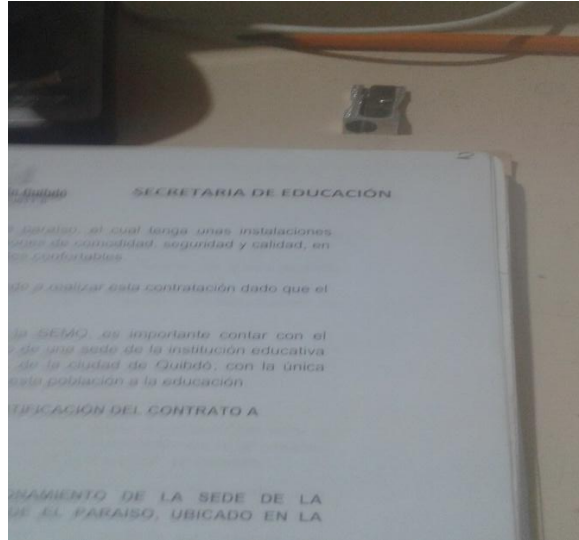 Quibdó
SECRETARIA DE EDUCACIÓN
paraíso, el cual tenga unas instalaciones
de comodidad, seguridad y calidad, en
confortables.
a realizar esta contratación dado que el
la SEMQ, es importante contar con el
de una sede de la institución educativa
de la ciudad de Quibdó, con la única
esta población a la educación.
DEL CONTRATO A
DE LA SEDE DE LA
EL PARAISO, UBICADO EN LA